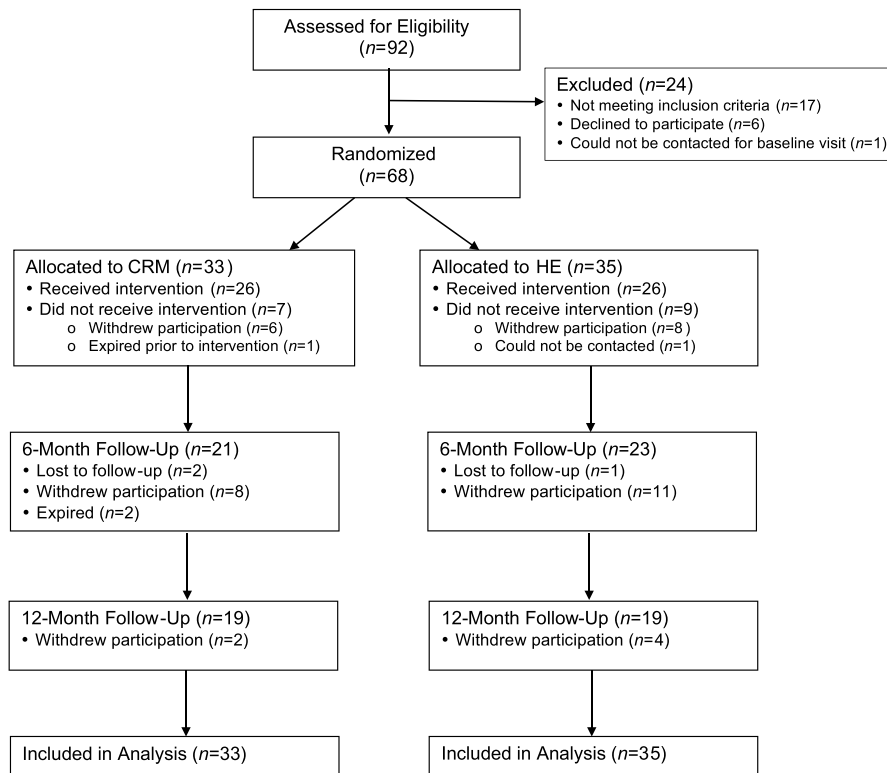 Assessed for Eligibility
(n=92)
Excluded (n=24)
• Not meeting inclusion criteria (n=17)
• Declined to participate (n=6)
• Could not be contacted for baseline visit (n=1)
Randomized
(n=68)
Allocated to CRM (n=33)
• Received intervention (n=26)
• Did not receive intervention (n=7)
o Withdrew participation (n=6)
o Expired prior to intervention (n=1)
Allocated to HE (n=35)
• Received intervention (n=26)
• Did not receive intervention (n=9)
o Withdrew participation (n=8)
o Could not be contacted (n=1)
6-Month Follow-Up (n=21)
• Lost to follow-up (n=2)
• Withdrew participation (n=8)
• Expired (n=2)
6-Month Follow-Up (n=23)
• Lost to follow-up (n=1)
• Withdrew participation (n=11)
12-Month Follow-Up (n=19)
• Withdrew participation (n=2)
12-Month Follow-Up (n=19)
• Withdrew participation (n=4)
Included in Analysis (n=33)
Included in Analysis (n=35)